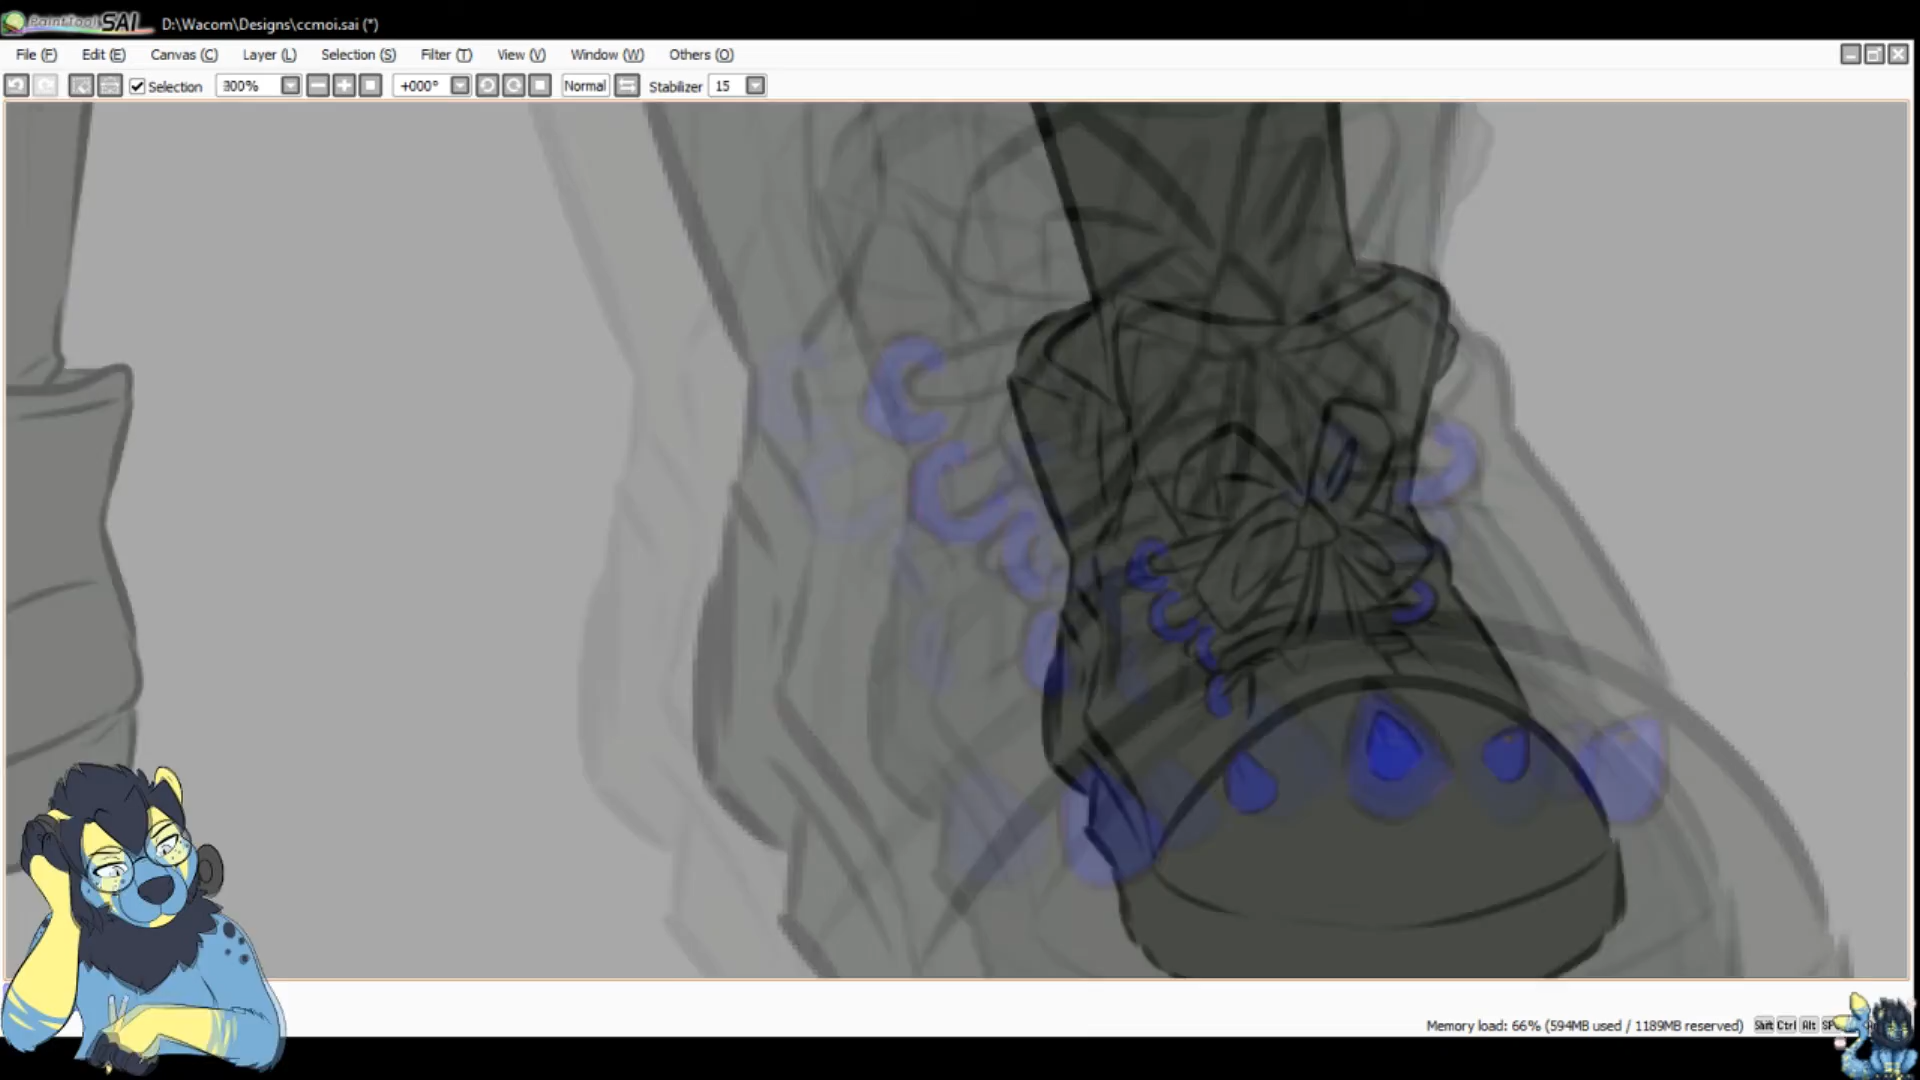 PaintTool SAI D:\Wacom\Designs\ccmoi.sai (*)
File (F) Edit (E) Canvas (C) Layer (L) Selection (S) Filter (T) View (V) Window (W) Others (O)
Selection 300% +000° Normal Stabilizer 15
Memory load: 66% (594MB used / 1189MB reserved) Shft Ctrl Alt